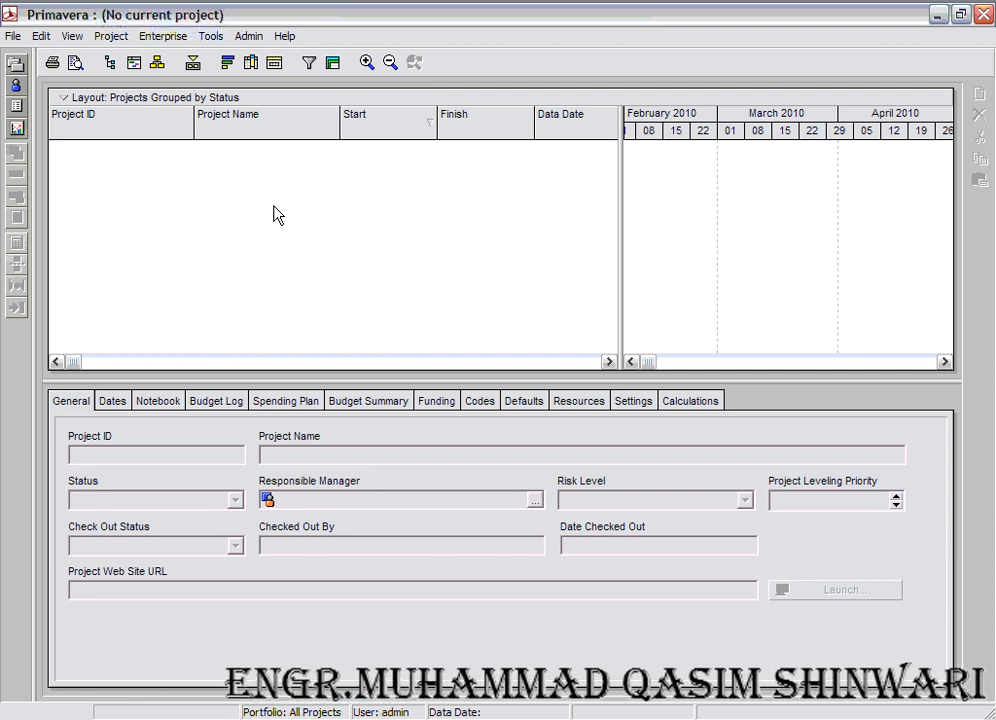 Primavera : (No current project)
File Edit View Project Enterprise Tools Admin Help
Layout: Projects Grouped by Status
Project ID Project Name Start Finish Data Date
February 2010 March 2010 April 2010
08 15 22 01 08 15 22 29 05 12 19 26
General Dates Notebook Budget Log Spending Plan Budget Summary Funding Codes Defaults Resources Settings Calculations
Project ID Project Name
Status Responsible Manager Risk Level Project Leveling Priority
...
Check Out Status Checked Out By Date Checked Out
Project Web Site URL
Launch...
ENGR.MUHAMMAD QASIM SHINWARI
Portfolio: All Projects User: admin Data Date: